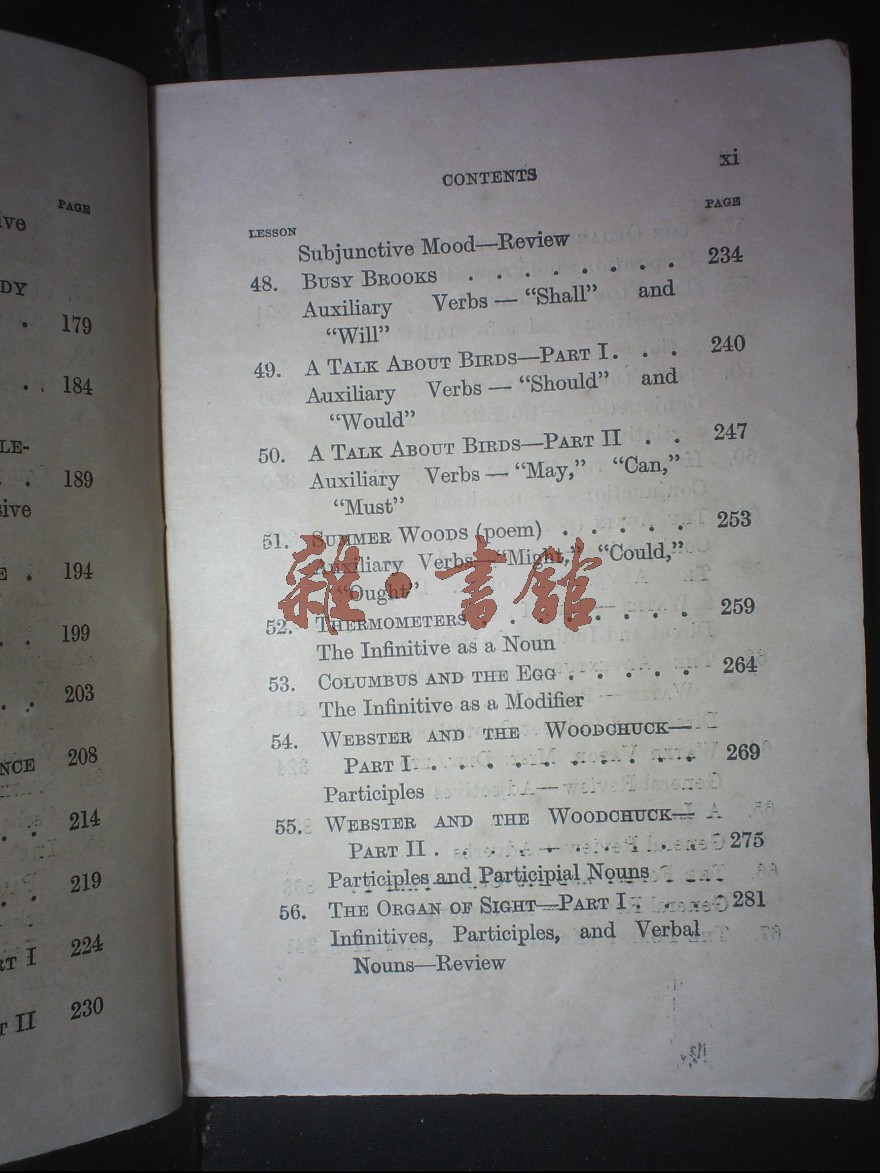 PAGE
ive
DY
. 179
. . 184
LE-
. . 189
sive
E . 194
. . 199
. . 203
NCE 208
. . 214
. . 219
RT I 224
T II 230
xi
CONTENTS
LESSON PAGE
Subjunctive Mood—Review
48. BUSY BROOKS . . . . . . . . 234
Auxiliary Verbs — “Shall” and
“Will”
49. A TALK ABOUT BIRDS—PART I. . . 240
Auxiliary Verbs — “Should” and
“Would”
50. A TALK ABOUT BIRDS—PART II . . 247
Auxiliary Verbs — “May,” “Can,”
“Must”
51. SUMMER WOODS (poem) . . . . . 253
Auxiliary Verbs—“Might,” “Could,”
“Ought”
雜·書館
52. THERMOMETERS . . . . . . . . 259
The Infinitive as a Noun
53. COLUMBUS AND THE EGG . . . . . 264
The Infinitive as a Modifier
54. WEBSTER AND THE WOODCHUCK—
PART I . . . . . . . . . . 269
Participles
55. WEBSTER AND THE WOODCHUCK—
PART II . . . . . . . . . 275
Participles and Participial Nouns
56. THE ORGAN OF SIGHT—PART I . . . . 281
Infinitives, Participles, and Verbal
Nouns—Review